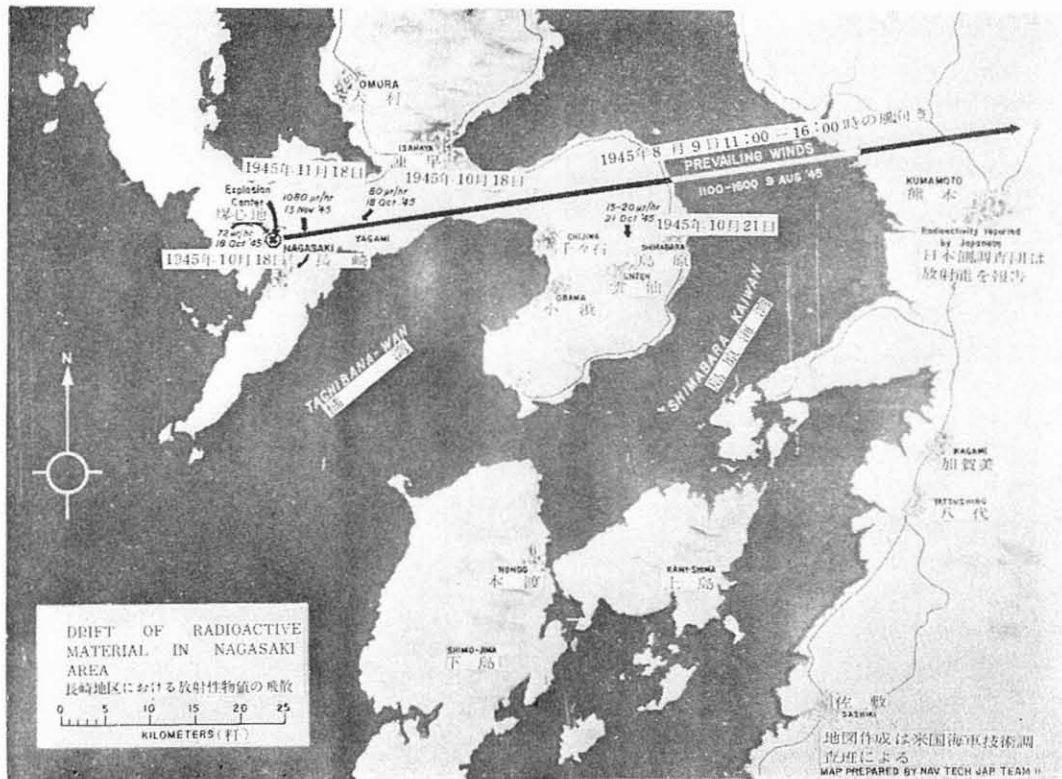 OMURA
大村
ISAHAYA
諫早
1945年8月9日11:00-16:00時の風向き
PREVAILING WINDS
1100-1600 9 AUG '45
1945年11月18日
1945年10月18日
Explosion
Center
爆心地
1080 μr/hr
13 Nov '45
60 μr/hr
18 Oct '45
72 μr/hr
18 Oct '45
1945年10月18日
NAGASAKI
長崎
YAGAMI
15-20 μr/hr
21 Oct '45
1945年10月21日
CHIJIWA
千々石
SHIMABARA
島原
UNZEN
雲仙
OBAMA
小浜
KUMAMOTO
熊本
Radioactivity reported
by Japanese
日本側調査団は
放射能を報告
TACHIBANA-WAN
SHIMABARA KAIWAN
島原海湾
N
KAGAMI
加賀美
YATSUSHIRO
八代
HONDO
本渡
KAMI-SHIMA
上島
SHIMO-JIMA
下島
佐敷
SASHIKI
DRIFT OF RADIOACTIVE
MATERIAL IN NAGASAKI
AREA
長崎地区における放射性物値の飛散
0 5 10 15 20 25
KILOMETERS (粁)
地図作成は米国海軍技術調
査班による
MAP PREPARED BY NAV TECH JAP TEAM 11